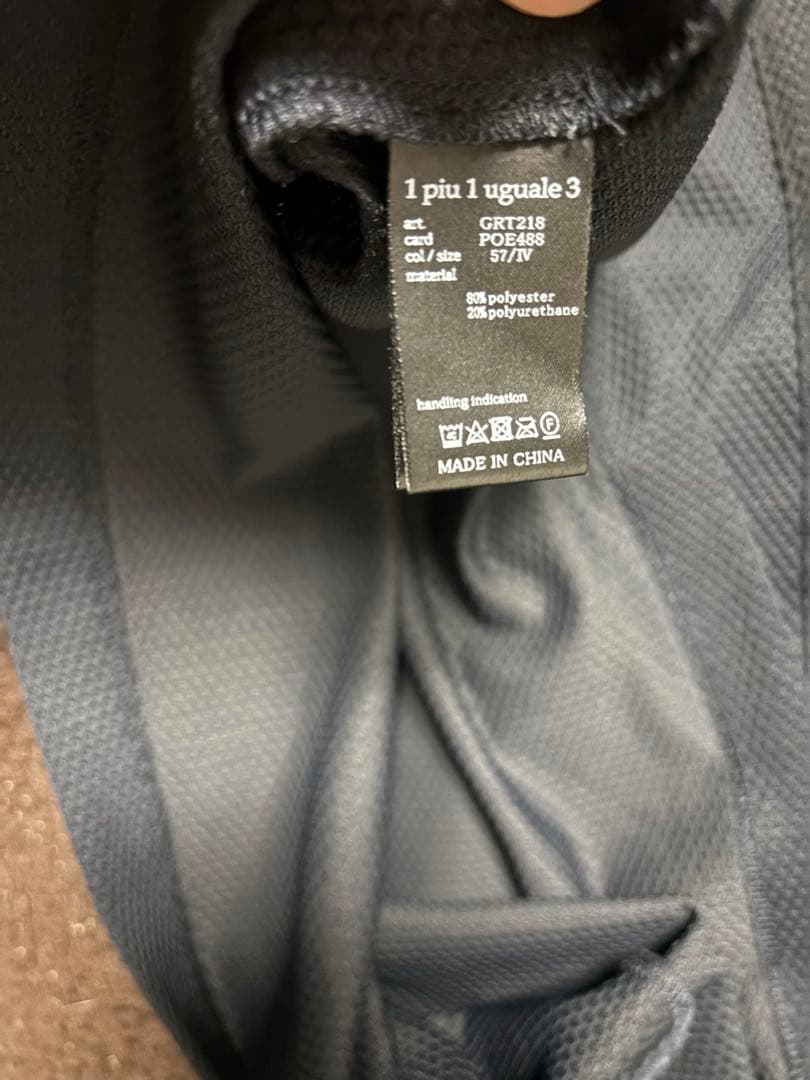 1 piu 1 uguale 3
art. GRT218
card POE488
col/size 57/IV
material
80% polyester
20% polyurethane
handling indication
F
MADE IN CHINA